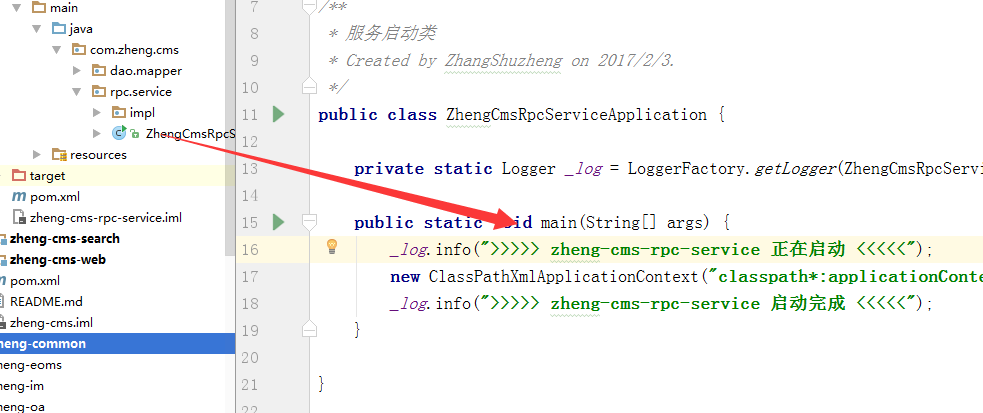 main
java
com.zheng.cms
dao.mapper
rpc.service
impl
ZhengCmsRpcS
resources
target
pom.xml
zheng-cms-rpc-service.iml
zheng-cms-search
zheng-cms-web
pom.xml
README.md
zheng-cms.iml
heng-common
heng-eoms
heng-im
heng-oa
7 /**
8 * 服务启动类
9 * Created by ZhangShuzheng on 2017/2/3.
10 */
11 public class ZhengCmsRpcServiceApplication {
12
13 private static Logger _log = LoggerFactory.getLogger(ZhengCmsRpcServi
14
15 public static void main(String[] args) {
16 _log.info(">>>>> zheng-cms-rpc-service 正在启动 <<<<<");
17 new ClassPathXmlApplicationContext("classpath*:applicationConte
18 _log.info(">>>>> zheng-cms-rpc-service 启动完成 <<<<<");
19 }
20
21 }
22